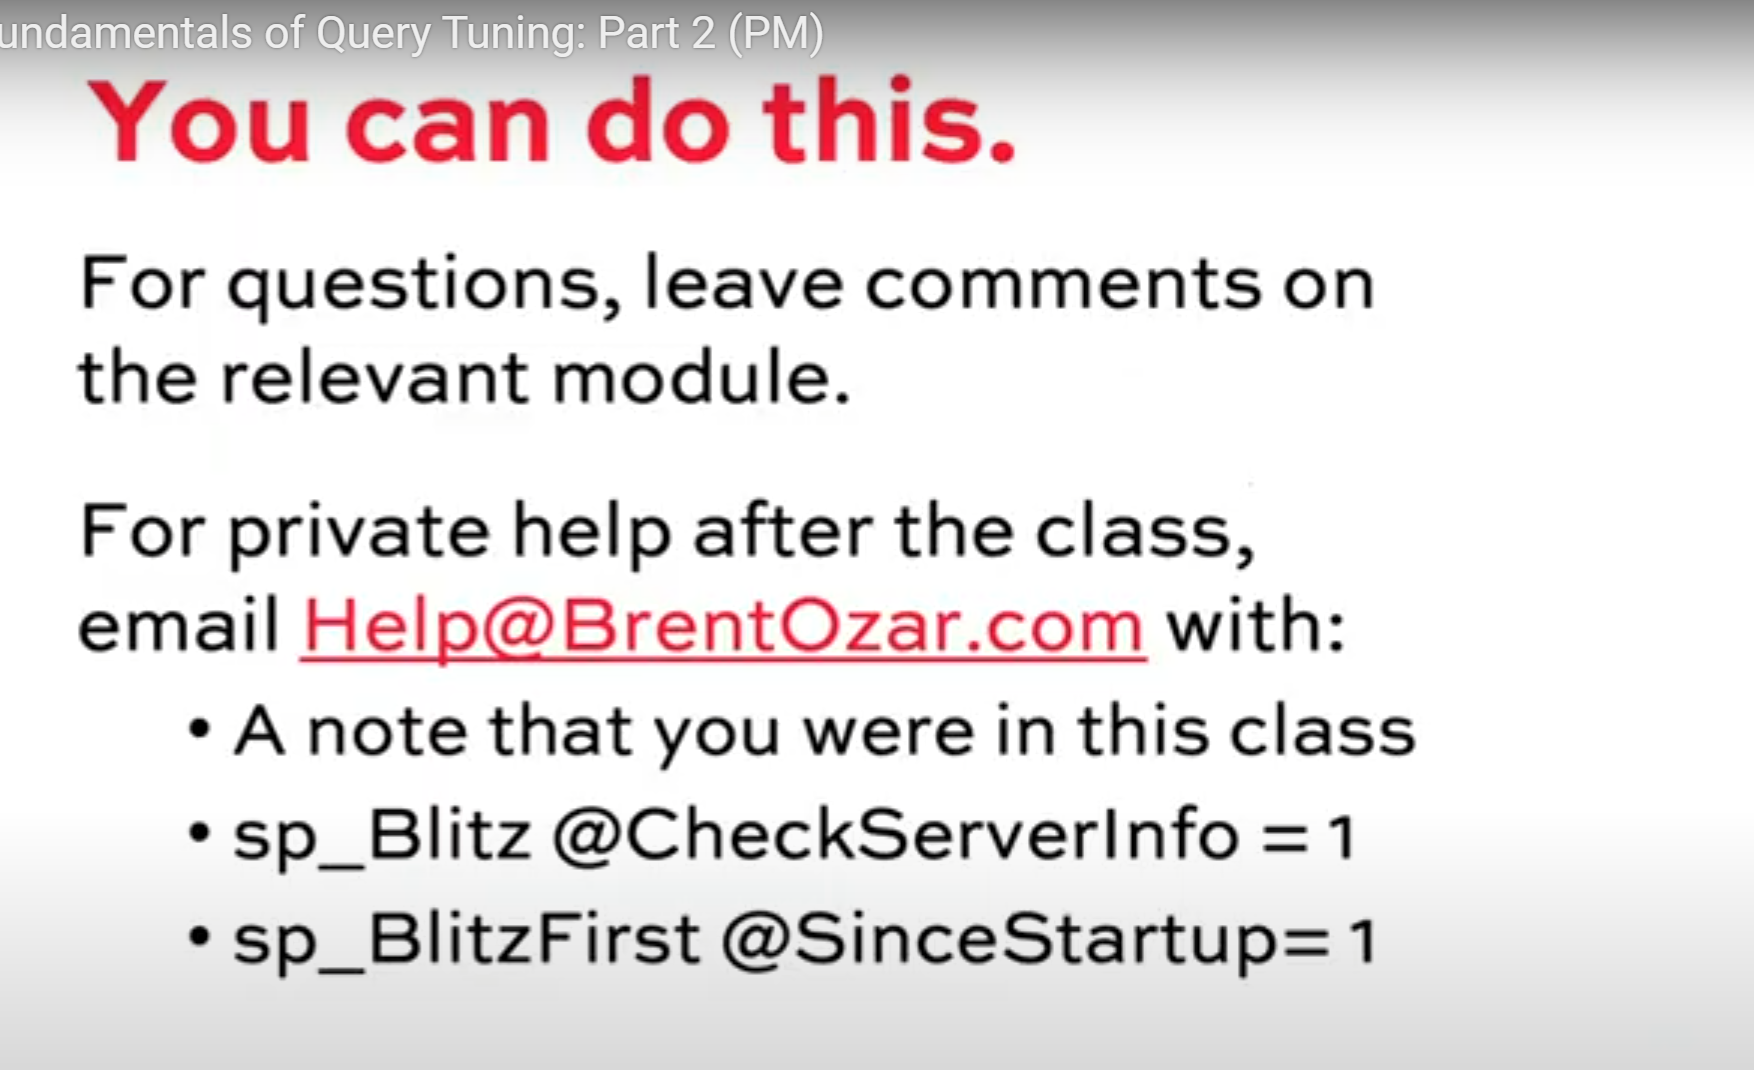 undamentals of Query Tuning: Part 2 (PM)
You can do this.
For questions, leave comments on
the relevant module.
For private help after the class,
email Help@BrentOzar.com with:
• A note that you were in this class
• sp_Blitz @CheckServerInfo = 1
• sp_BlitzFirst @SinceStartup= 1